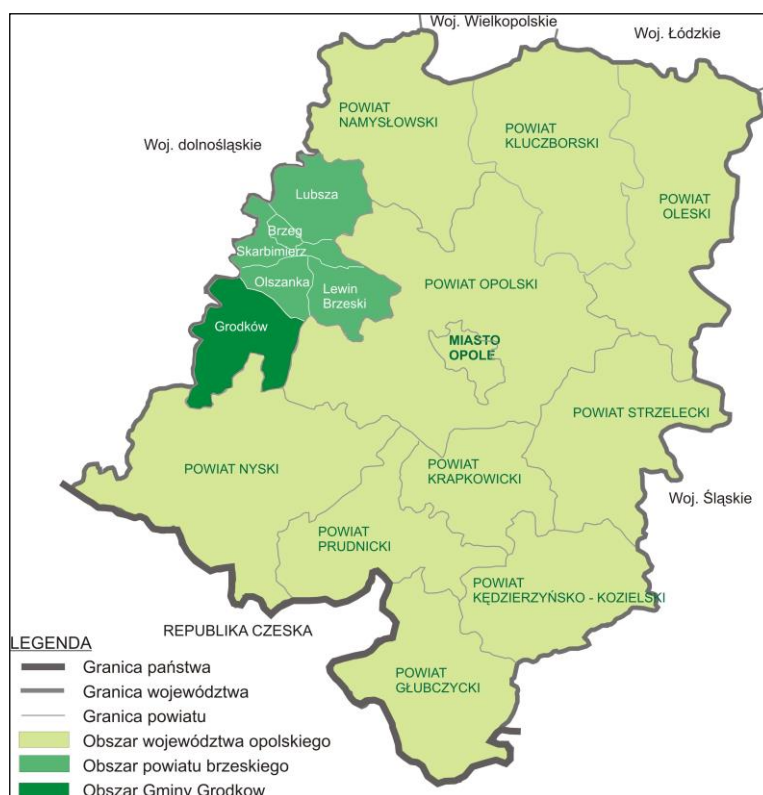 Woj. Wielkopolskie
Woj. Łódzkie
POWIAT
NAMYSŁOWSKI
POWIAT
KLUCZBORSKI
Woj. dolnośląskie
POWIAT
OLESKI
Lubsza
Brzeg
Skarbimierz
Olszanka
Lewin
Brzeski
POWIAT OPOLSKI
Grodków
MIASTO
OPOLE
POWIAT STRZELECKI
POWIAT NYSKI
POWIAT
KRAPKOWICKI
Woj. Śląskie
POWIAT
PRUDNICKI
POWIAT
KĘDZIERZYŃSKO - KOZIELSKI
REPUBLIKA CZESKA
POWIAT
GŁUBCZYCKI
LEGENDA
Granica państwa
Granica województwa
Granica powiatu
Obszar województwa opolskiego
Obszar powiatu brzeskiego
Obszar Gminy Grodkow